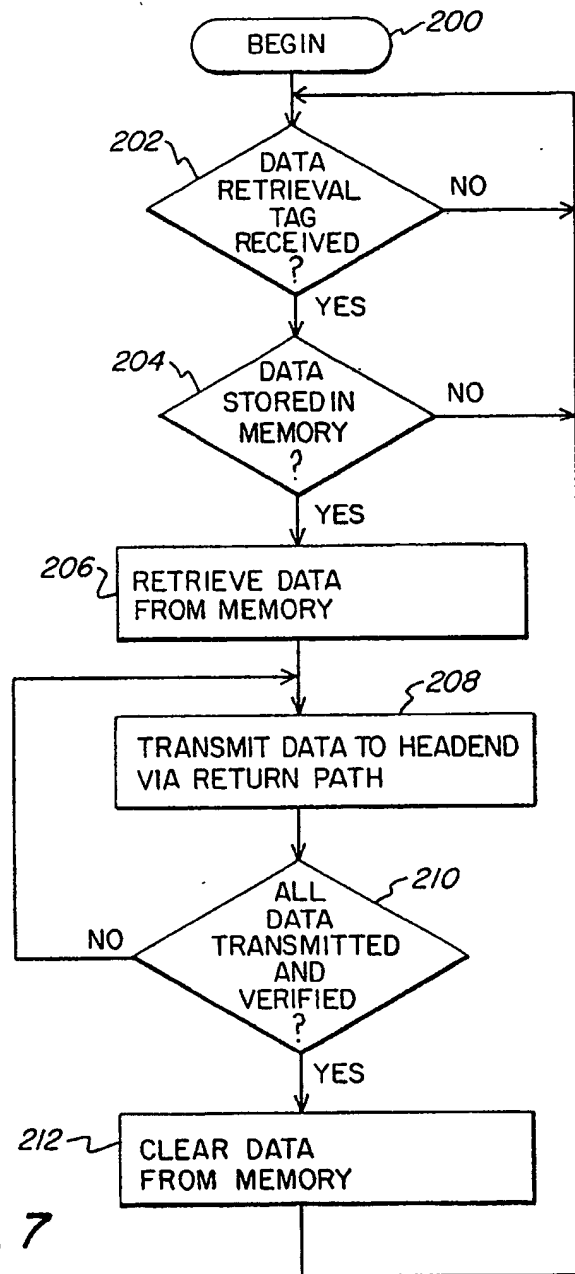 200
BEGIN
202
DATA
RETRIEVAL
TAG
RECEIVED
?
NO
YES
204
DATA
STORED IN
MEMORY
?
NO
YES
206
RETRIEVE DATA
FROM MEMORY
208
TRANSMIT DATA TO HEADEND
VIA RETURN PATH
210
ALL
DATA
TRANSMITTED
AND
VERIFIED
?
NO
YES
212
CLEAR DATA
FROM MEMORY
7